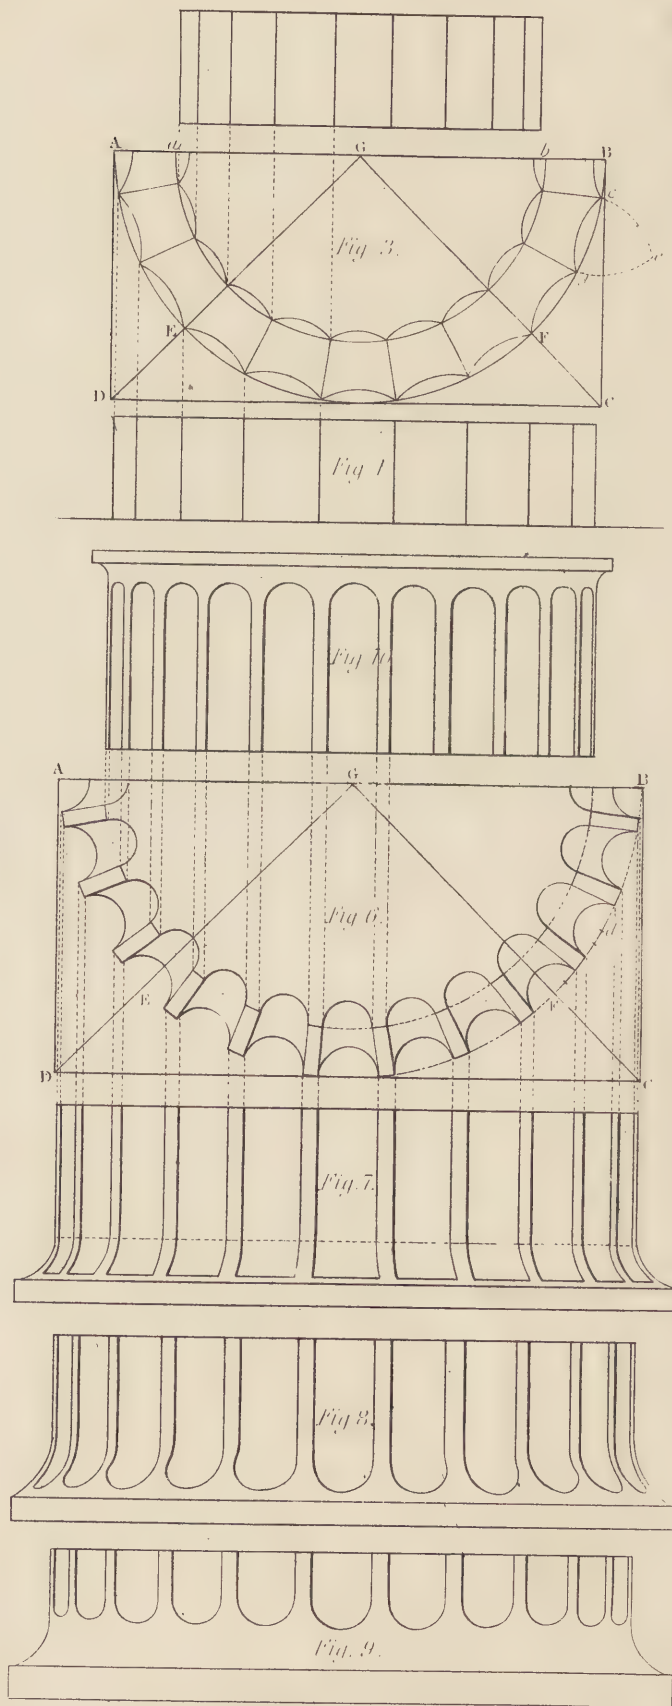 A a G b B
c
Fig. 3.
e
d
E F
D C
Fig 1
Fig 10
A G B
Fig 6.
d
E F
D C
Fig. 7.
Fig 8.
Fig. 9.